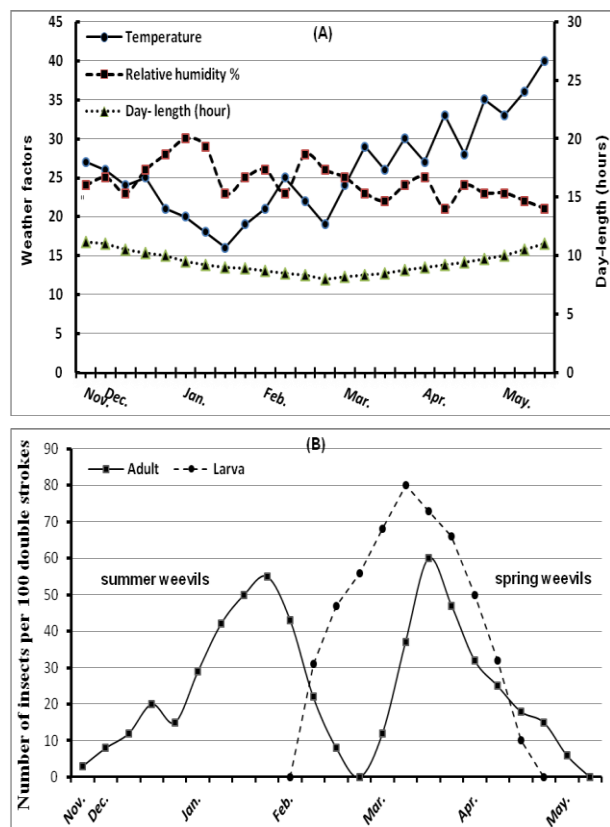 (A)
Temperature
Relative humidity %
Day- length (hour)
Weather factors
45
40
35
30
25
20
15
10
5
0
Day-length (hours)
30
25
20
15
10
5
0
Nov. Dec. Jan. Feb. Mar. Apr. May.
(B)
Adult Larva
summer weevils
spring weevils
Number of insects per 100 double strokes
90
80
70
60
50
40
30
20
10
0
Nov. Dec. Jan. Feb. Mar. Apr. May.